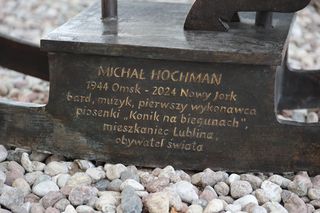 MICHAŁ HOCHMAN
1944 Omsk - 2024 Nowy Jork
bard, muzyk, pierwszy wykonawca
piosenki „Konik na biegunach",
mieszkaniec Lublina,
obywatel świata